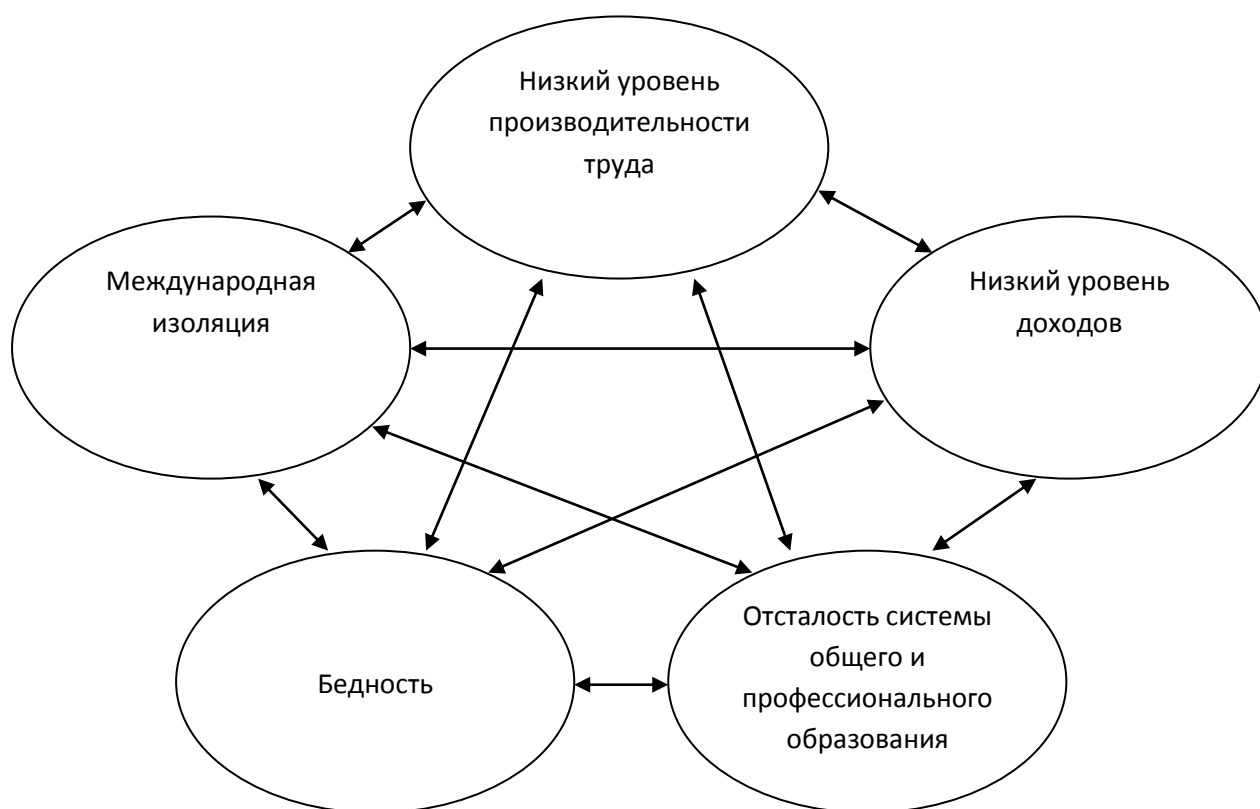 Низкий уровень
производительности
труда
Международная
изоляция
Низкий уровень
доходов
Бедность
Отсталость системы
общего и
профессионального
образования